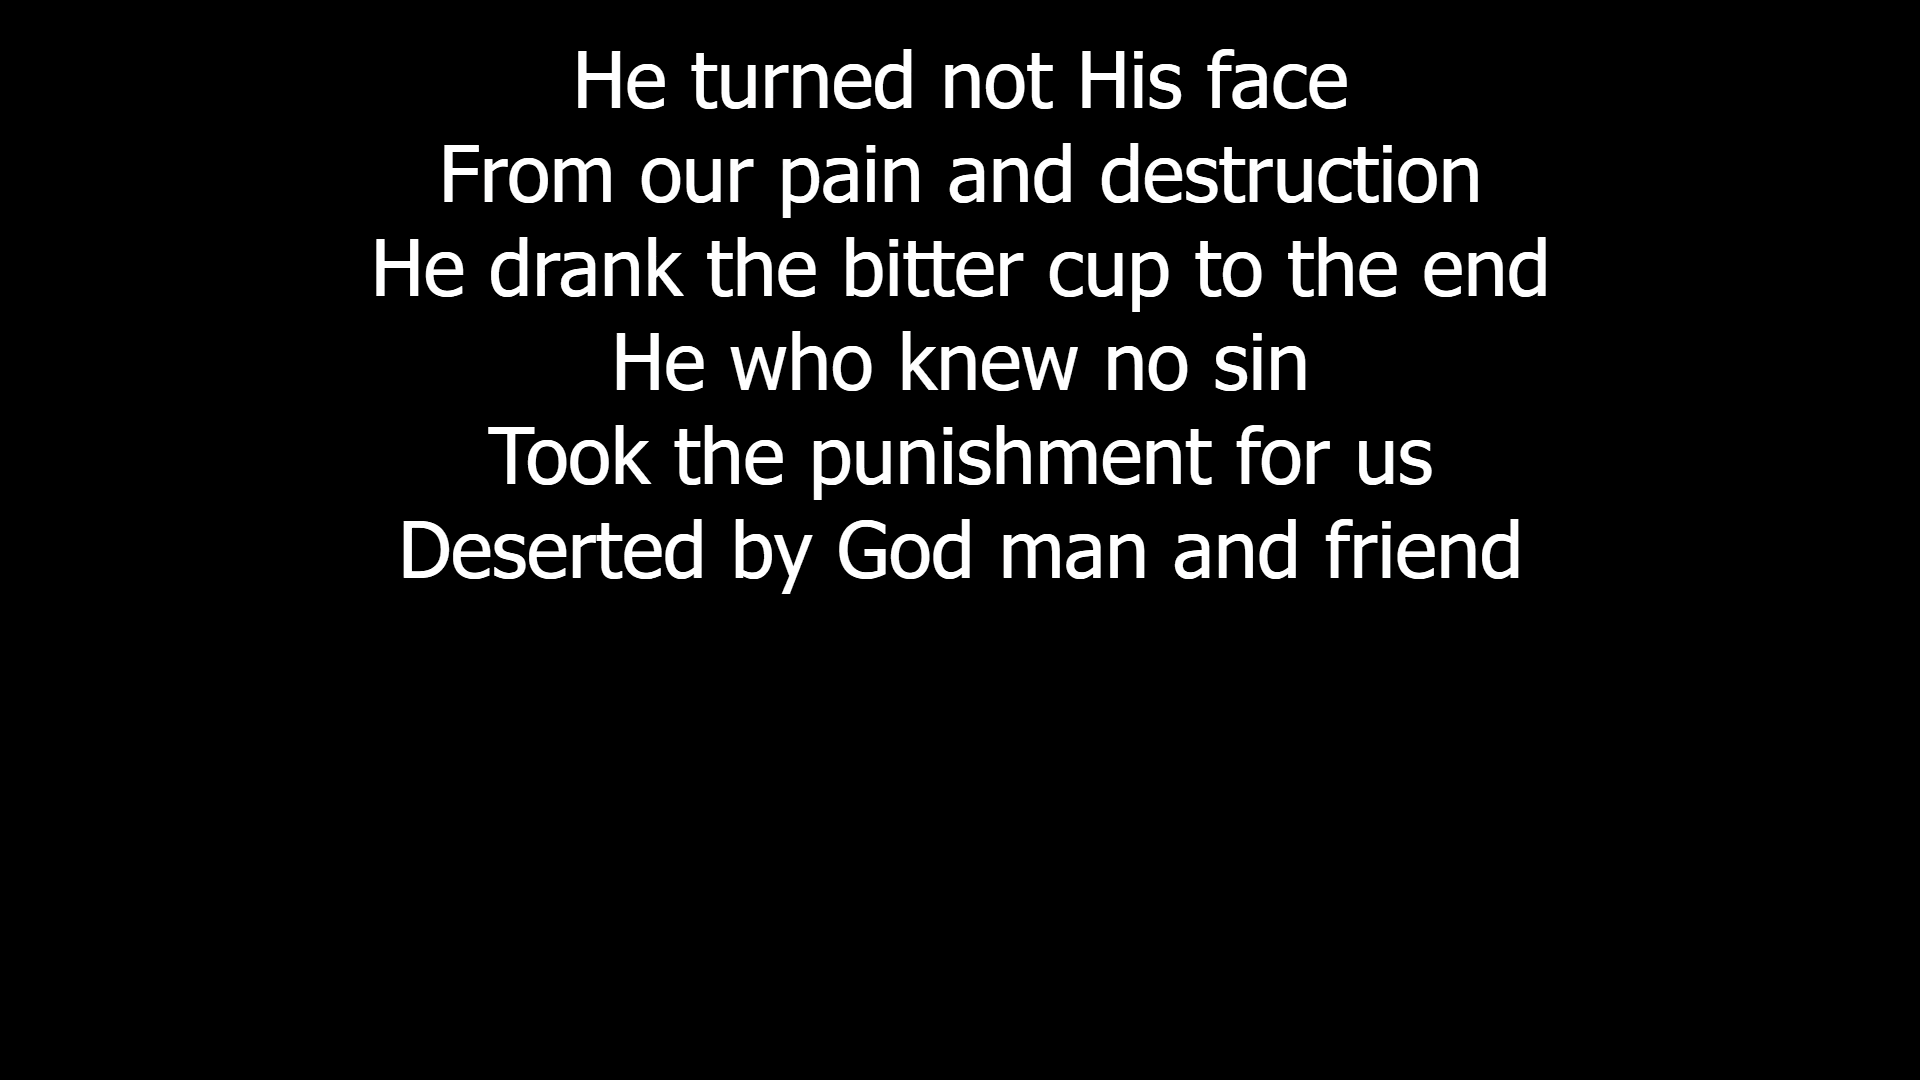 He turned not His face
From our pain and destruction
He drank the bitter cup to the end
He who knew no sin
Took the punishment for us
Deserted by God man and friend